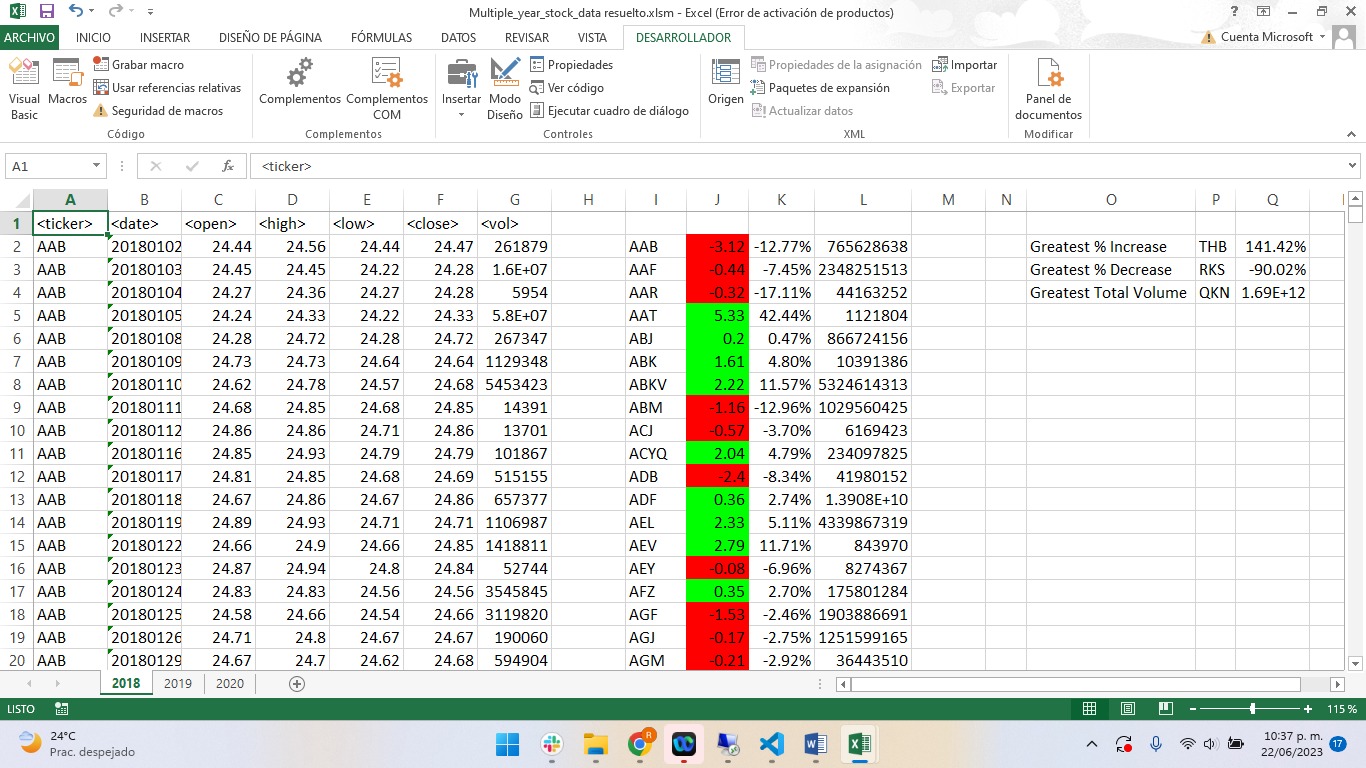 Multiple_year_stock_data resuelto.xlsm - Excel (Error de activación de productos)
ARCHIVO INICIO INSERTAR DISEÑO DE PÁGINA FÓRMULAS DATOS REVISAR VISTA DESARROLLADOR Cuenta Microsoft
Visual Basic
Macros
Grabar macro
Usar referencias relativas
Seguridad de macros
Código
Complementos
Complementos COM
Complementos
Insertar
Modo Diseño
Propiedades
Ver código
Ejecutar cuadro de diálogo
Controles
Origen
Propiedades de la asignación
Paquetes de expansión
Actualizar datos
Importar
Exportar
XML
Panel de documentos
Modificar
A1 fx <ticker>
A B C D E F G H I J K L M N O P Q
1 <ticker> <date> <open> <high> <low> <close> <vol>
2 AAB 20180102 24.44 24.56 24.44 24.47 261879 AAB -3.12 -12.77% 765628638 Greatest % Increase THB 141.42%
3 AAB 20180103 24.45 24.45 24.22 24.28 1.6E+07 AAF -0.44 -7.45% 2348251513 Greatest % Decrease RKS -90.02%
4 AAB 20180104 24.27 24.36 24.27 24.28 5954 AAR -0.32 -17.11% 44163252 Greatest Total Volume QKN 1.69E+12
5 AAB 20180105 24.24 24.33 24.22 24.33 5.8E+07 AAT 5.33 42.44% 1121804
6 AAB 20180108 24.28 24.72 24.28 24.72 267347 ABJ 0.2 0.47% 866724156
7 AAB 20180109 24.73 24.73 24.64 24.64 1129348 ABK 1.61 4.80% 10391386
8 AAB 20180110 24.62 24.78 24.57 24.68 5453423 ABKV 2.22 11.57% 5324614313
9 AAB 20180111 24.68 24.85 24.68 24.85 14391 ABM -1.16 -12.96% 1029560425
10 AAB 20180112 24.86 24.86 24.71 24.86 13701 ACJ -0.57 -3.70% 6169423
11 AAB 20180116 24.85 24.93 24.79 24.79 101867 ACYQ 2.04 4.79% 234097825
12 AAB 20180117 24.81 24.85 24.68 24.69 515155 ADB -2.4 -8.34% 41980152
13 AAB 20180118 24.67 24.86 24.67 24.86 657377 ADF 0.36 2.74% 1.3908E+10
14 AAB 20180119 24.89 24.93 24.71 24.71 1106987 AEL 2.33 5.11% 4339867319
15 AAB 20180122 24.66 24.9 24.66 24.85 1418811 AEV 2.79 11.71% 843970
16 AAB 20180123 24.87 24.94 24.8 24.84 52744 AEY -0.08 -6.96% 8274367
17 AAB 20180124 24.83 24.83 24.56 24.56 3545845 AFZ 0.35 2.70% 175801284
18 AAB 20180125 24.58 24.66 24.54 24.66 3119820 AGF -1.53 -2.46% 1903886691
19 AAB 20180126 24.71 24.8 24.67 24.67 190060 AGJ -0.17 -2.75% 1251599165
20 AAB 20180129 24.67 24.7 24.62 24.68 594904 AGM -0.21 -2.92% 36443510
2018 2019 2020
LISTO 115 %
24°C
Prac. despejado
10:37 p. m.
22/06/2023
17